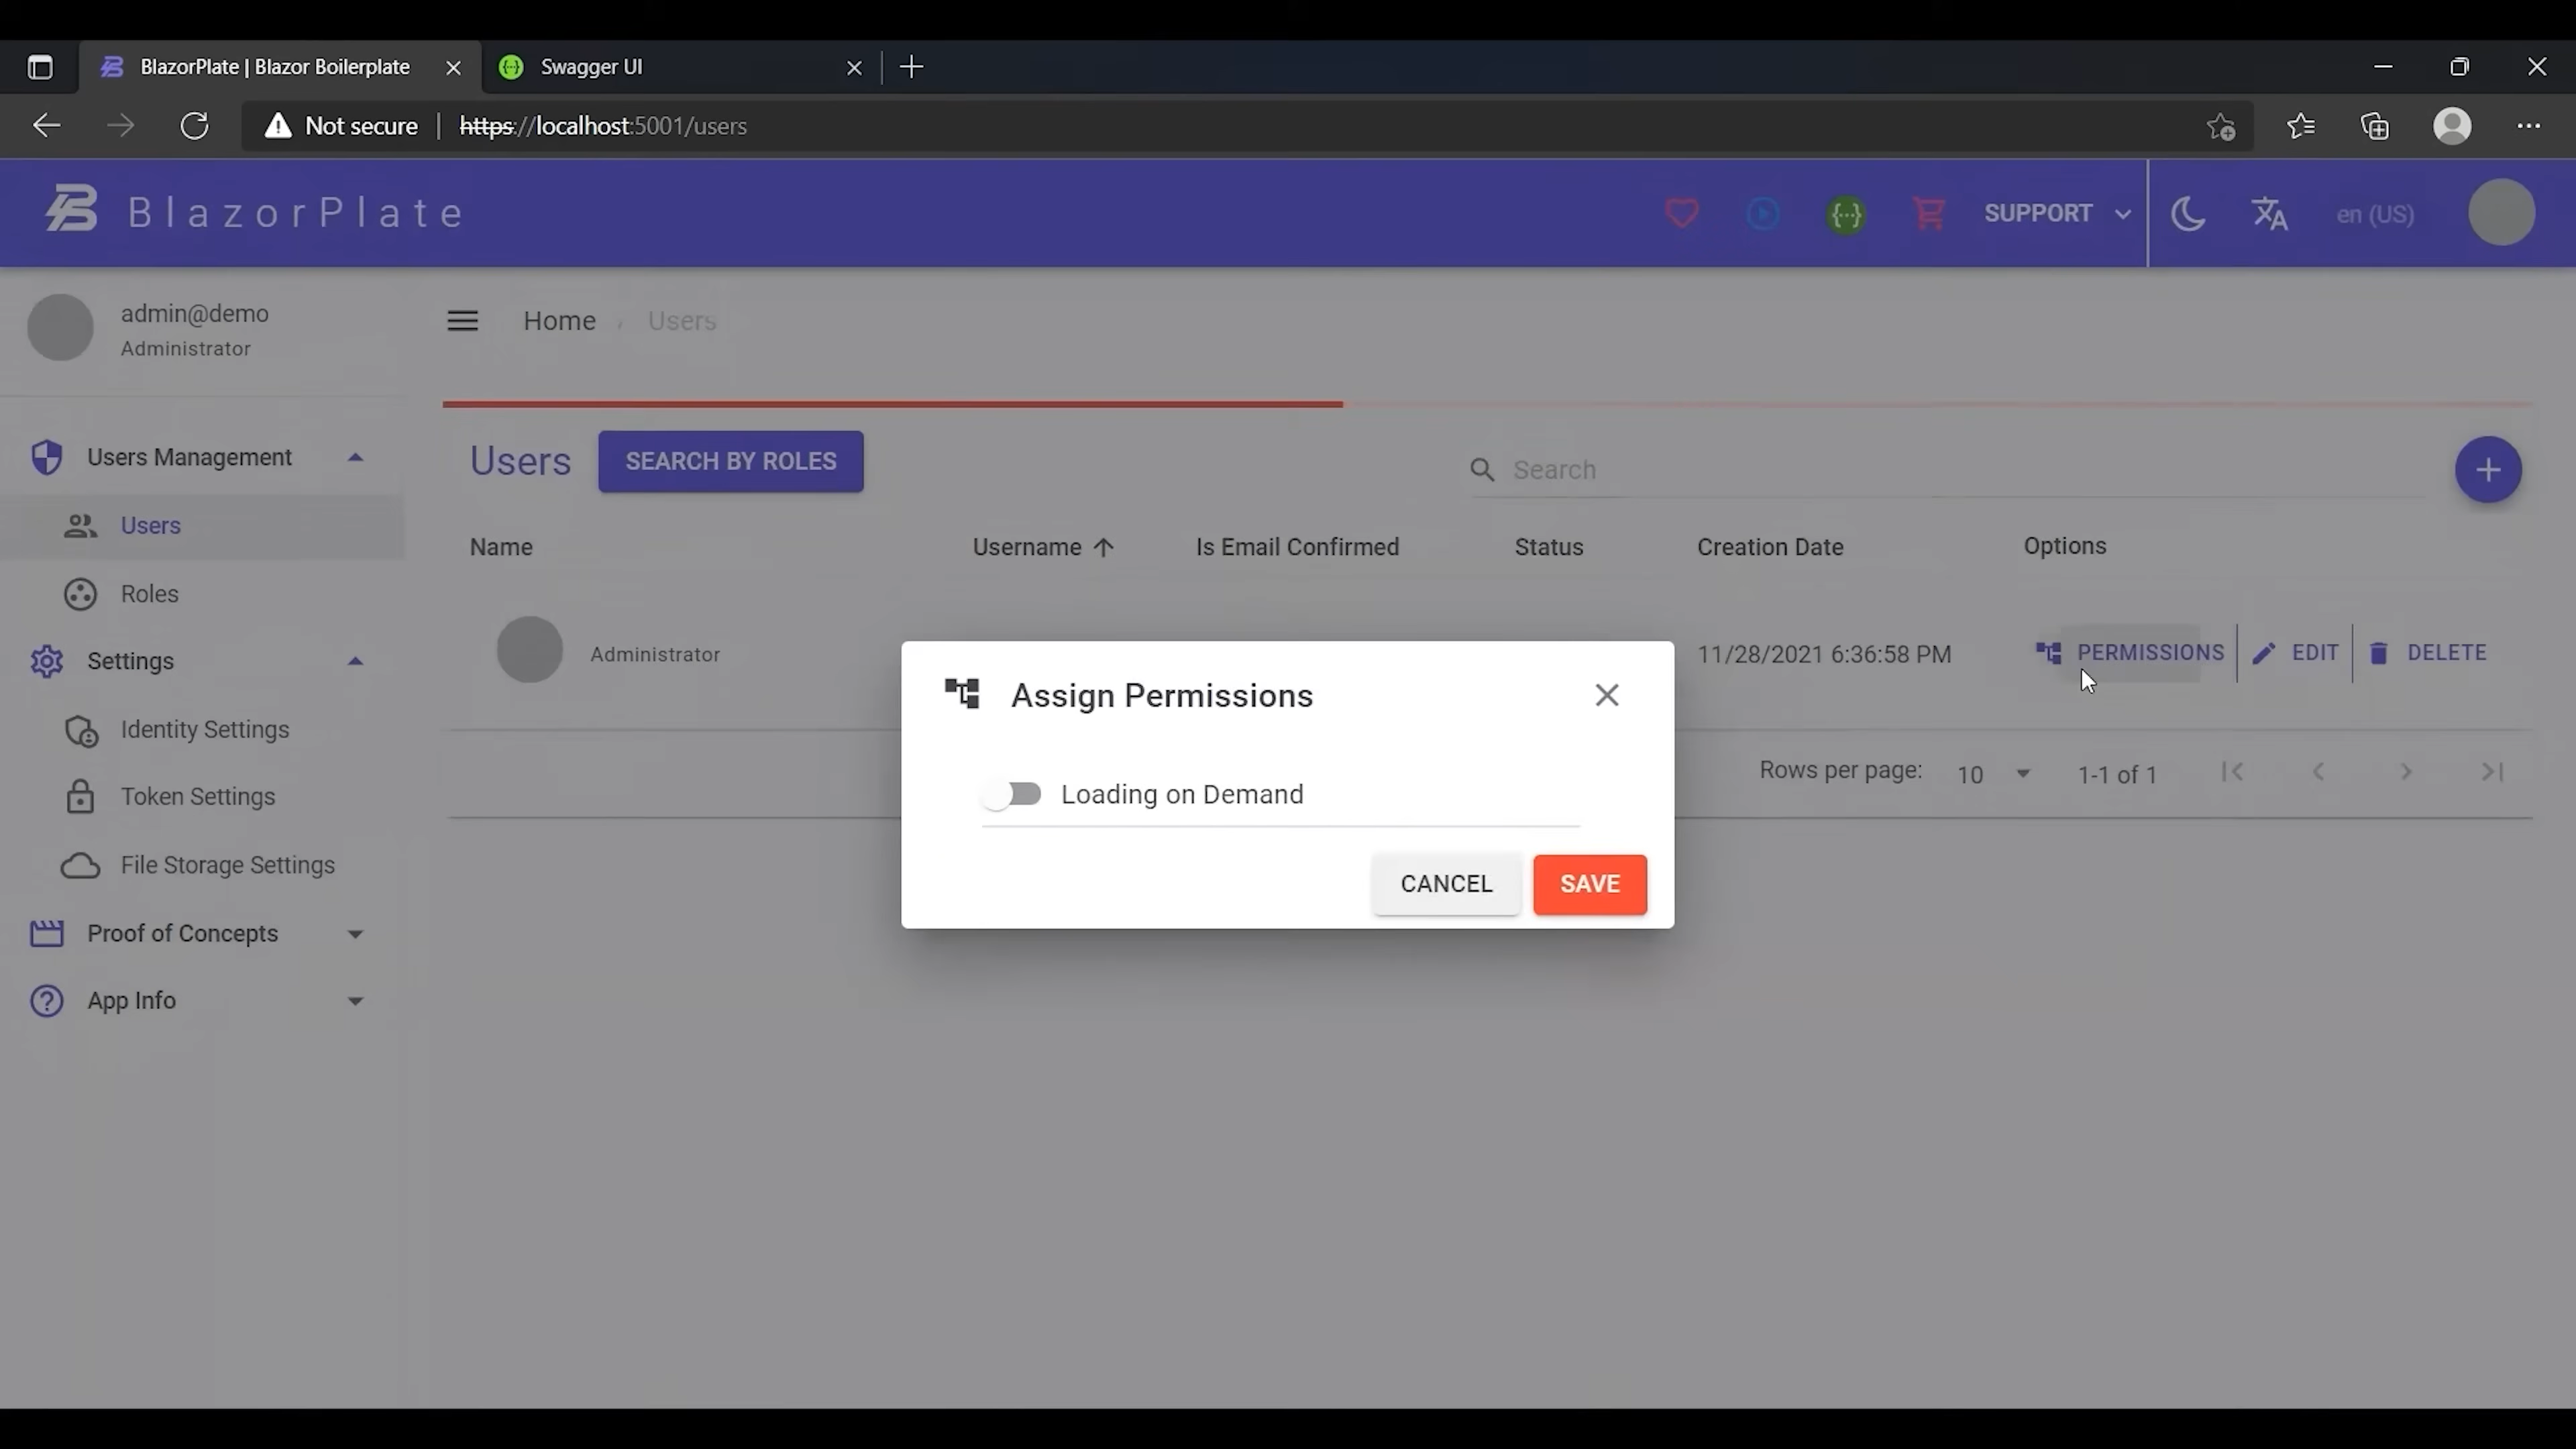 BlazorPlate | Blazor Boilerplate
Swagger UI
Not secure
https://localhost:5001/users
BlazorPlate
SUPPORT
en (US)
admin@demo
Administrator
Home / Users
Users Management
Users
Roles
Settings
Identity Settings
Token Settings
File Storage Settings
Proof of Concepts
App Info
Users
SEARCH BY ROLES
Search
Name Username Is Email Confirmed Status Creation Date Options
Administrator 11/28/2021 6:36:58 PM PERMISSIONS EDIT DELETE
Rows per page: 10 1-1 of 1
Assign Permissions
Loading on Demand
CANCEL SAVE